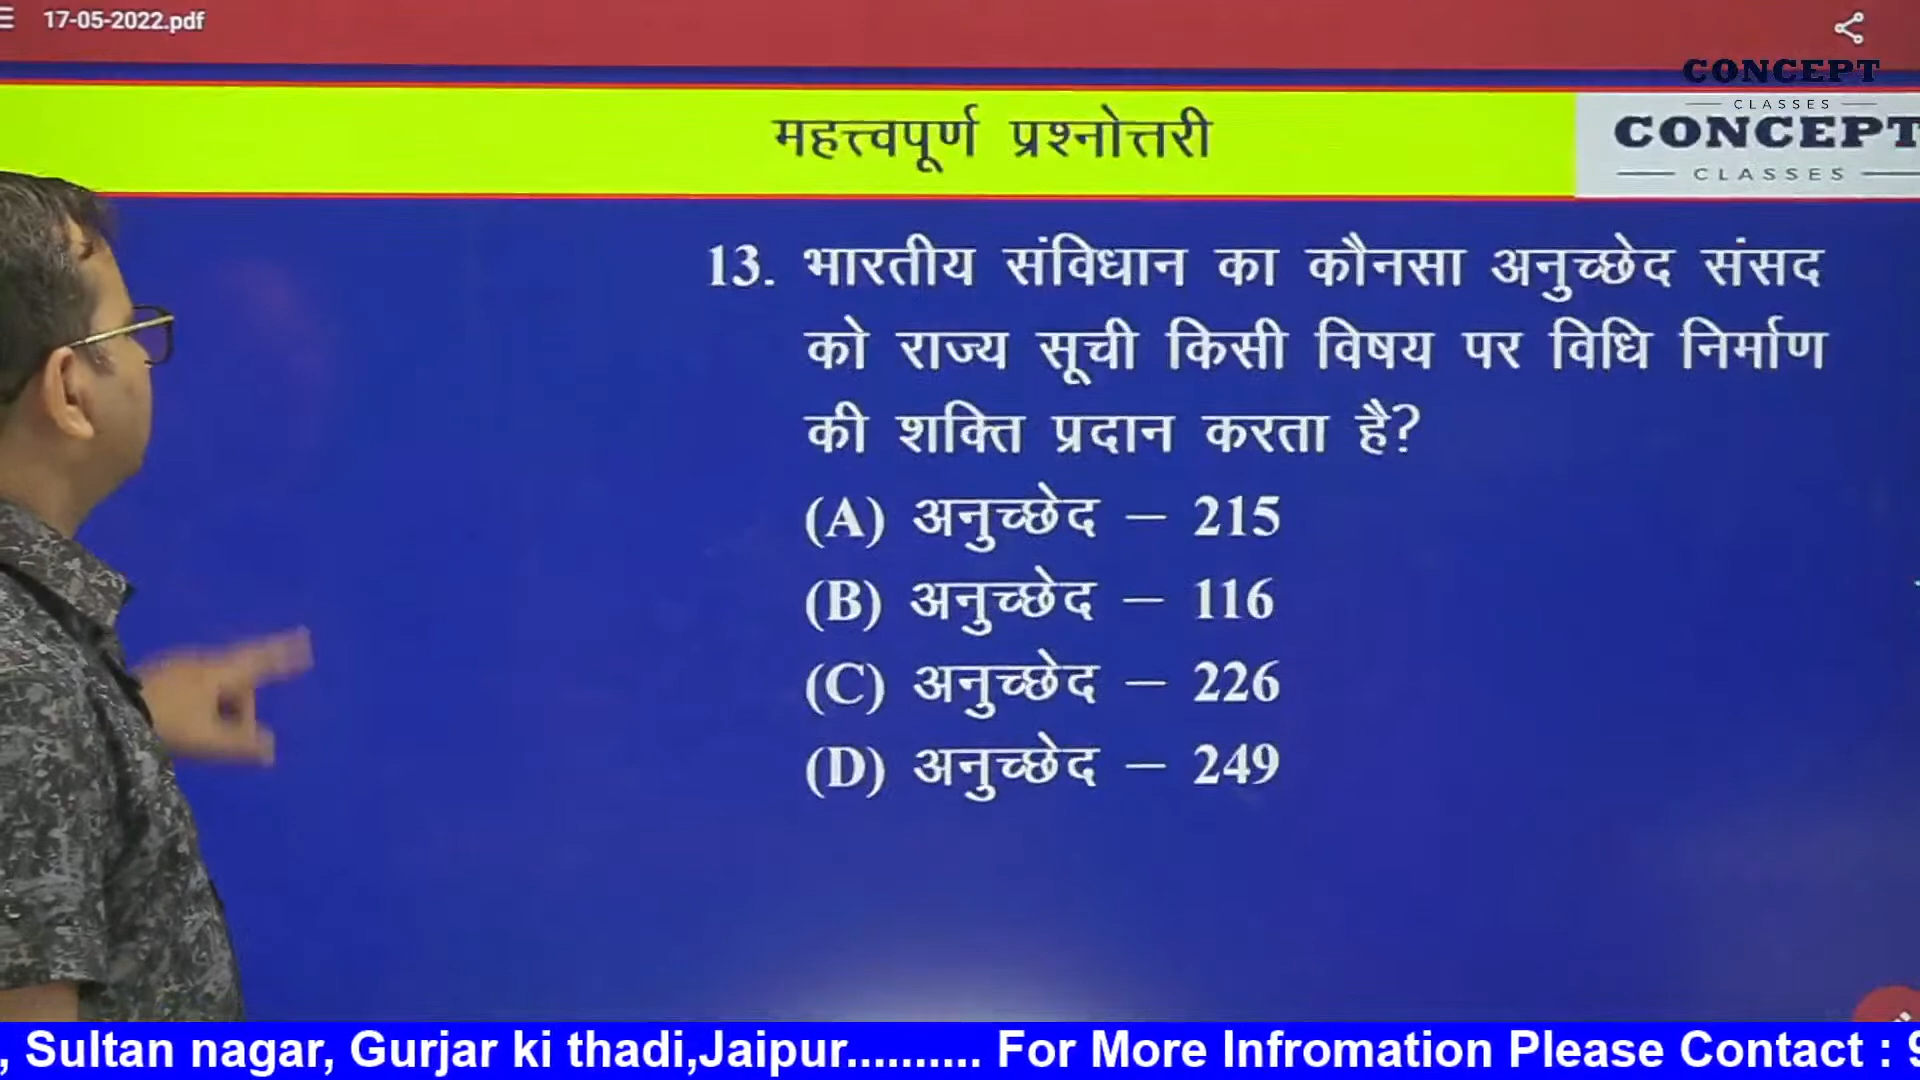 17-05-2022.pdf
CONCEPT
CLASSES
महत्त्वपूर्ण प्रश्नोत्तरी
CONCEPT
CLASSES
13. भारतीय संविधान का कौनसा अनुच्छेद संसद
को राज्य सूची किसी विषय पर विधि निर्माण
की शक्ति प्रदान करता है?
(A) अनुच्छेद – 215
(B) अनुच्छेद – 116
(C) अनुच्छेद – 226
(D) अनुच्छेद – 249
, Sultan nagar, Gurjar ki thadi,Jaipur.......... For More Infromation Please Contact : 9